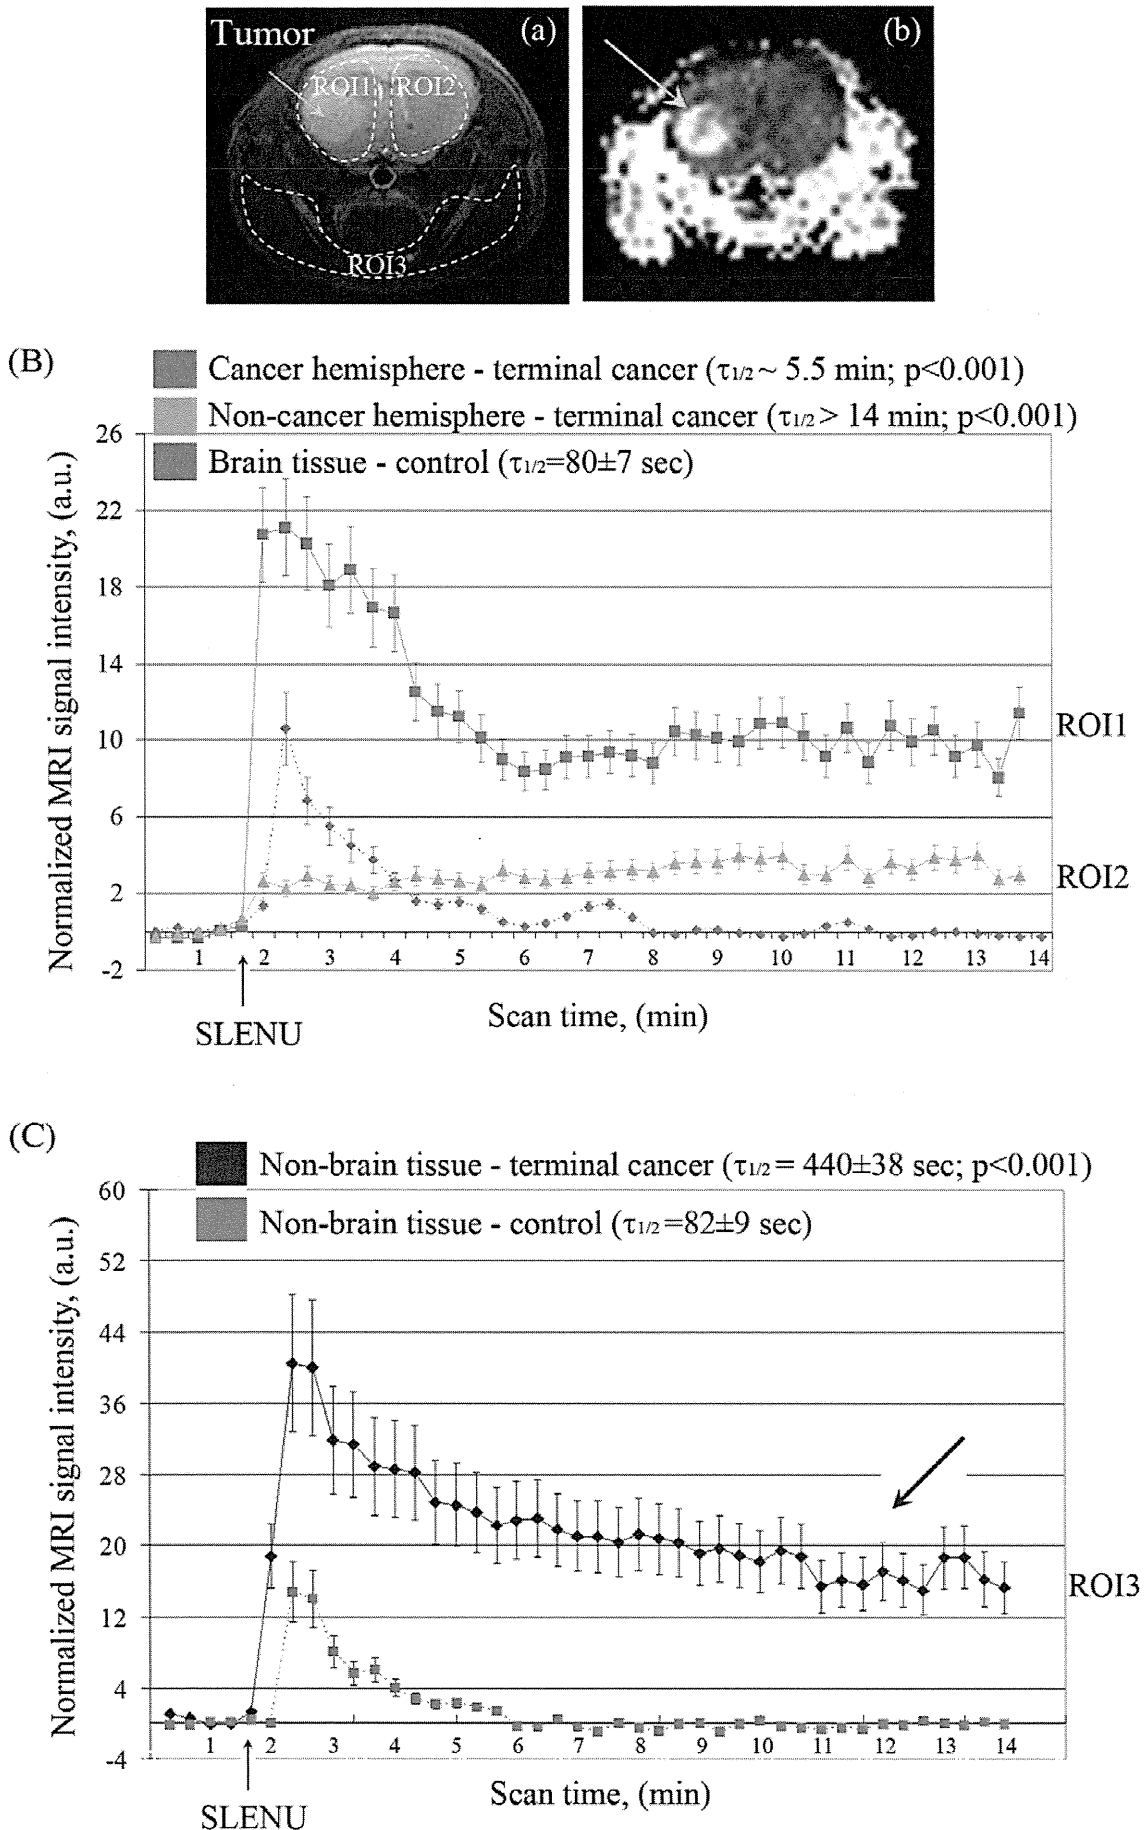 Tumor (a)
ROI1 ROI2
ROI3
(b)
(B)
Cancer hemisphere - terminal cancer (τ1/2 ~ 5.5 min; p<0.001)
Non-cancer hemisphere - terminal cancer (τ1/2 > 14 min; p<0.001)
Brain tissue - control (τ1/2=80±7 sec)
Normalized MRI signal intensity, (a.u.)
26
22
18
14
10
6
2
-2
ROI1
ROI2
1 2 3 4 5 6 7 8 9 10 11 12 13 14
SLENU
Scan time, (min)
(C)
Non-brain tissue - terminal cancer (τ1/2 = 440±38 sec; p<0.001)
Non-brain tissue - control (τ1/2 =82±9 sec)
Normalized MRI signal intensity, (a.u.)
60
52
44
36
28
20
12
4
-4
ROI3
1 2 3 4 5 6 7 8 9 10 11 12 13 14
SLENU
Scan time, (min)